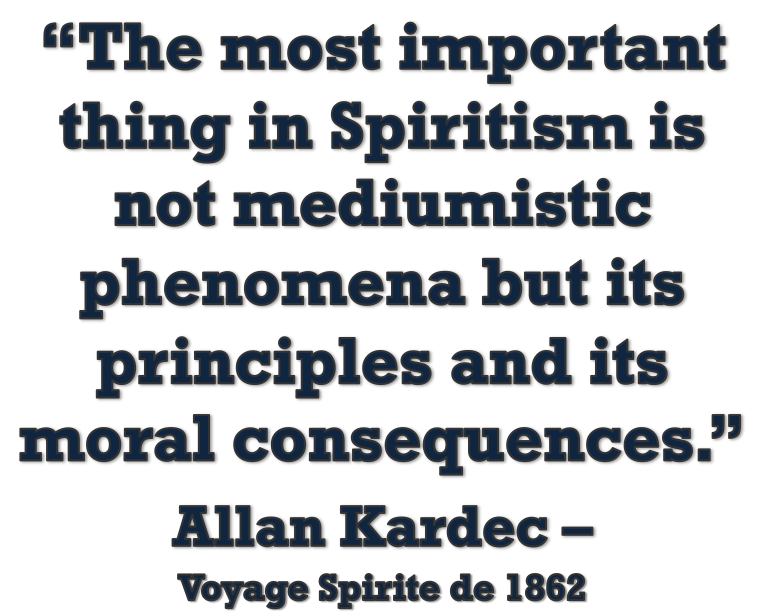 “The most important
thing in Spiritism is
not mediumistic
phenomena but its
principles and its
moral consequences.”
Allan Kardec –
Voyage Spirite de 1862